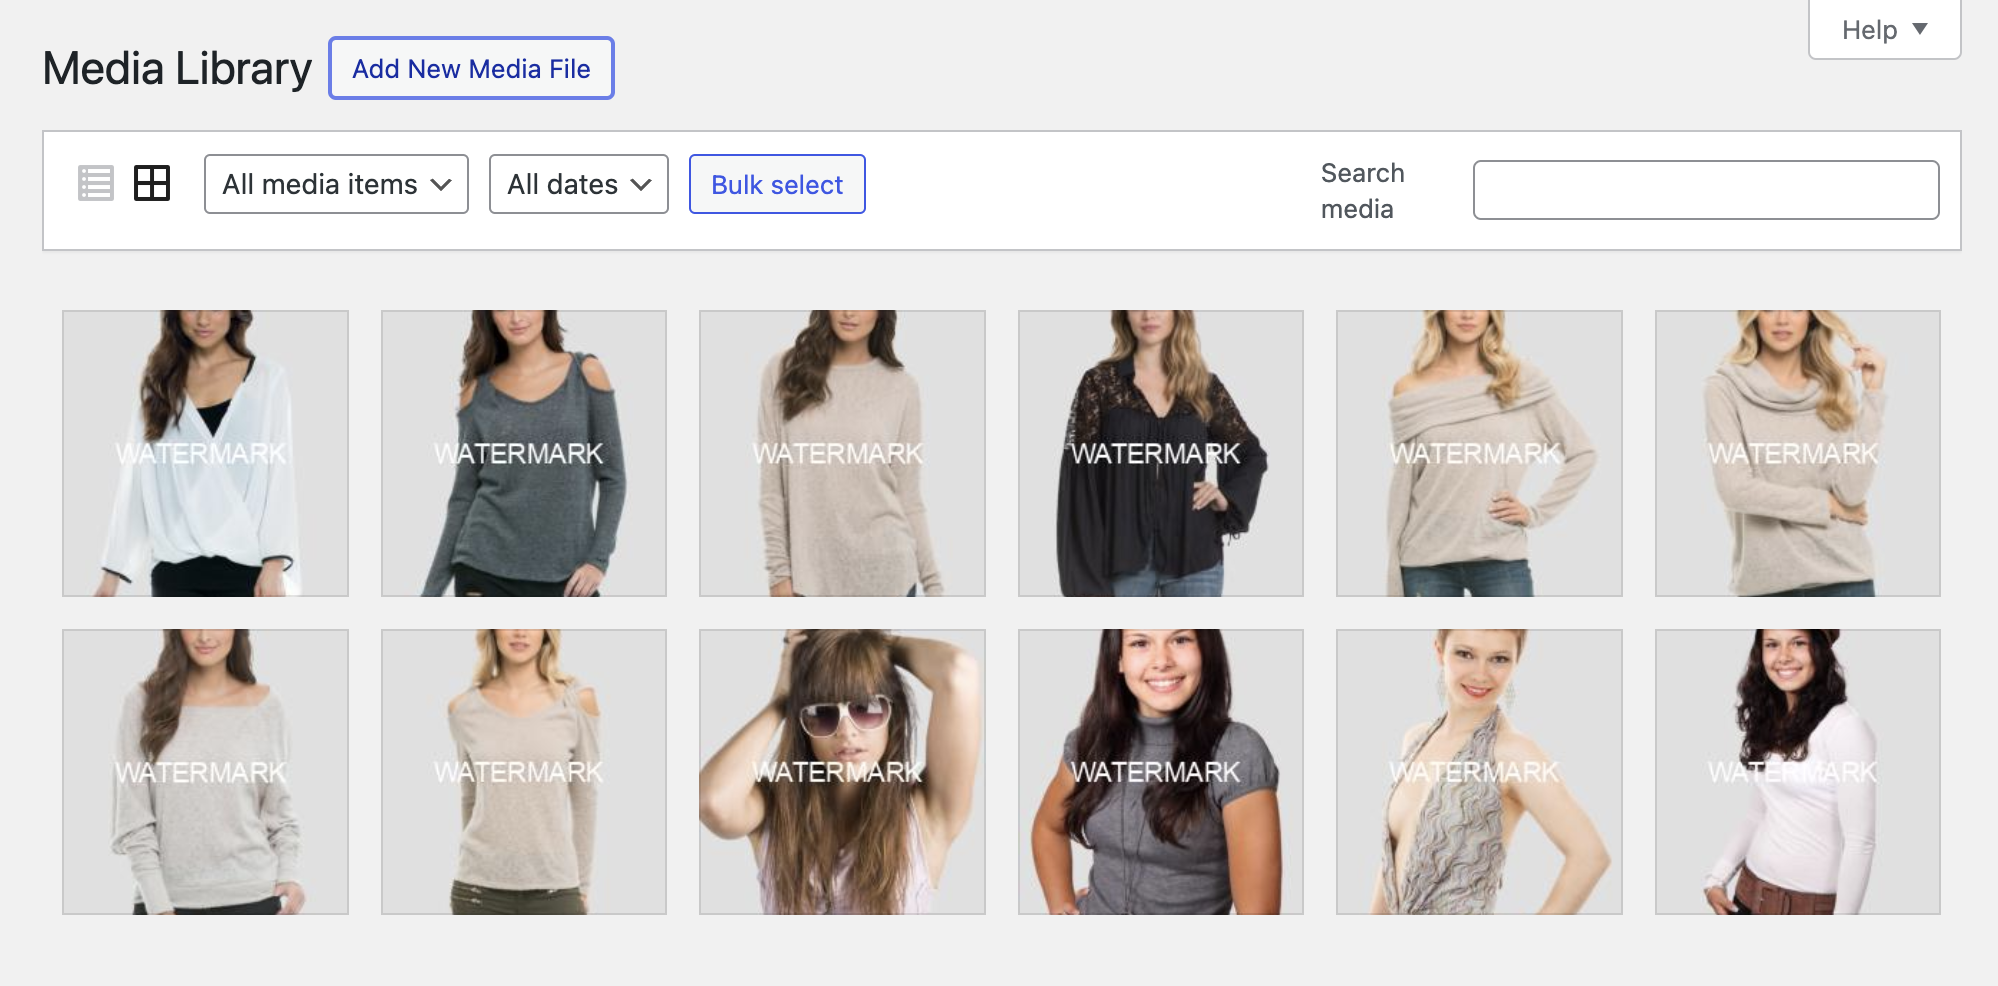 Help
Media Library
Add New Media File
All media items
All dates
Bulk select
Search
media
WATERMARK
WATERMARK
WATERMARK
WATERMARK
WATERMARK
WATERMARK
WATERMARK
WATERMARK
WATERMARK
WATERMARK
WATERMARK
WATERMARK